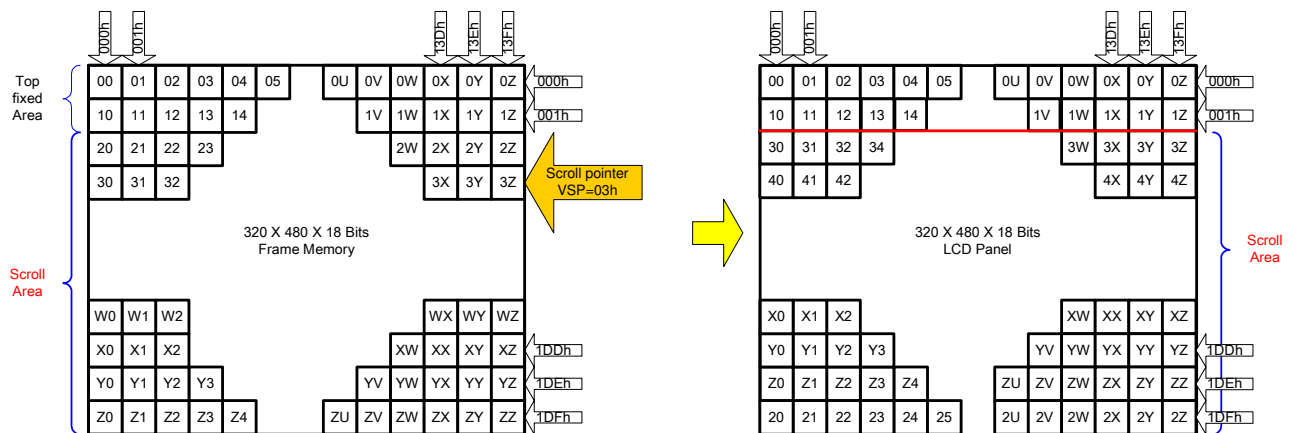 000h 001h 13Dh 13Eh 13Fh 000h 001h 13Dh 13Eh 13Fh
Top
fixed
Area
00 01 02 03 04 05 0U 0V 0W 0X 0Y 0Z 000h
10 11 12 13 14 1V 1W 1X 1Y 1Z 001h
20 21 22 23 2W 2X 2Y 2Z
30 31 32 3X 3Y 3Z
Scroll pointer
VSP=03h
320 X 480 X 18 Bits
Frame Memory
Scroll
Area
W0 W1 W2 WX WY WZ
X0 X1 X2 XW XX XY XZ 1DDh
Y0 Y1 Y2 Y3 YV YW YX YY YZ 1DEh
Z0 Z1 Z2 Z3 Z4 ZU ZV ZW ZX ZY ZZ 1DFh
00 01 02 03 04 05 0U 0V 0W 0X 0Y 0Z 000h
10 11 12 13 14 1V 1W 1X 1Y 1Z 001h
30 31 32 34 3W 3X 3Y 3Z
40 41 42 4X 4Y 4Z
320 X 480 X 18 Bits
LCD Panel
Scroll
Area
X0 X1 X2 XW XX XY XZ
Y0 Y1 Y2 Y3 YV YW YX YY YZ 1DDh
Z0 Z1 Z2 Z3 Z4 ZU ZV ZW ZX ZY ZZ 1DEh
20 21 22 23 24 25 2U 2V 2W 2X 2Y 2Z 1DFh